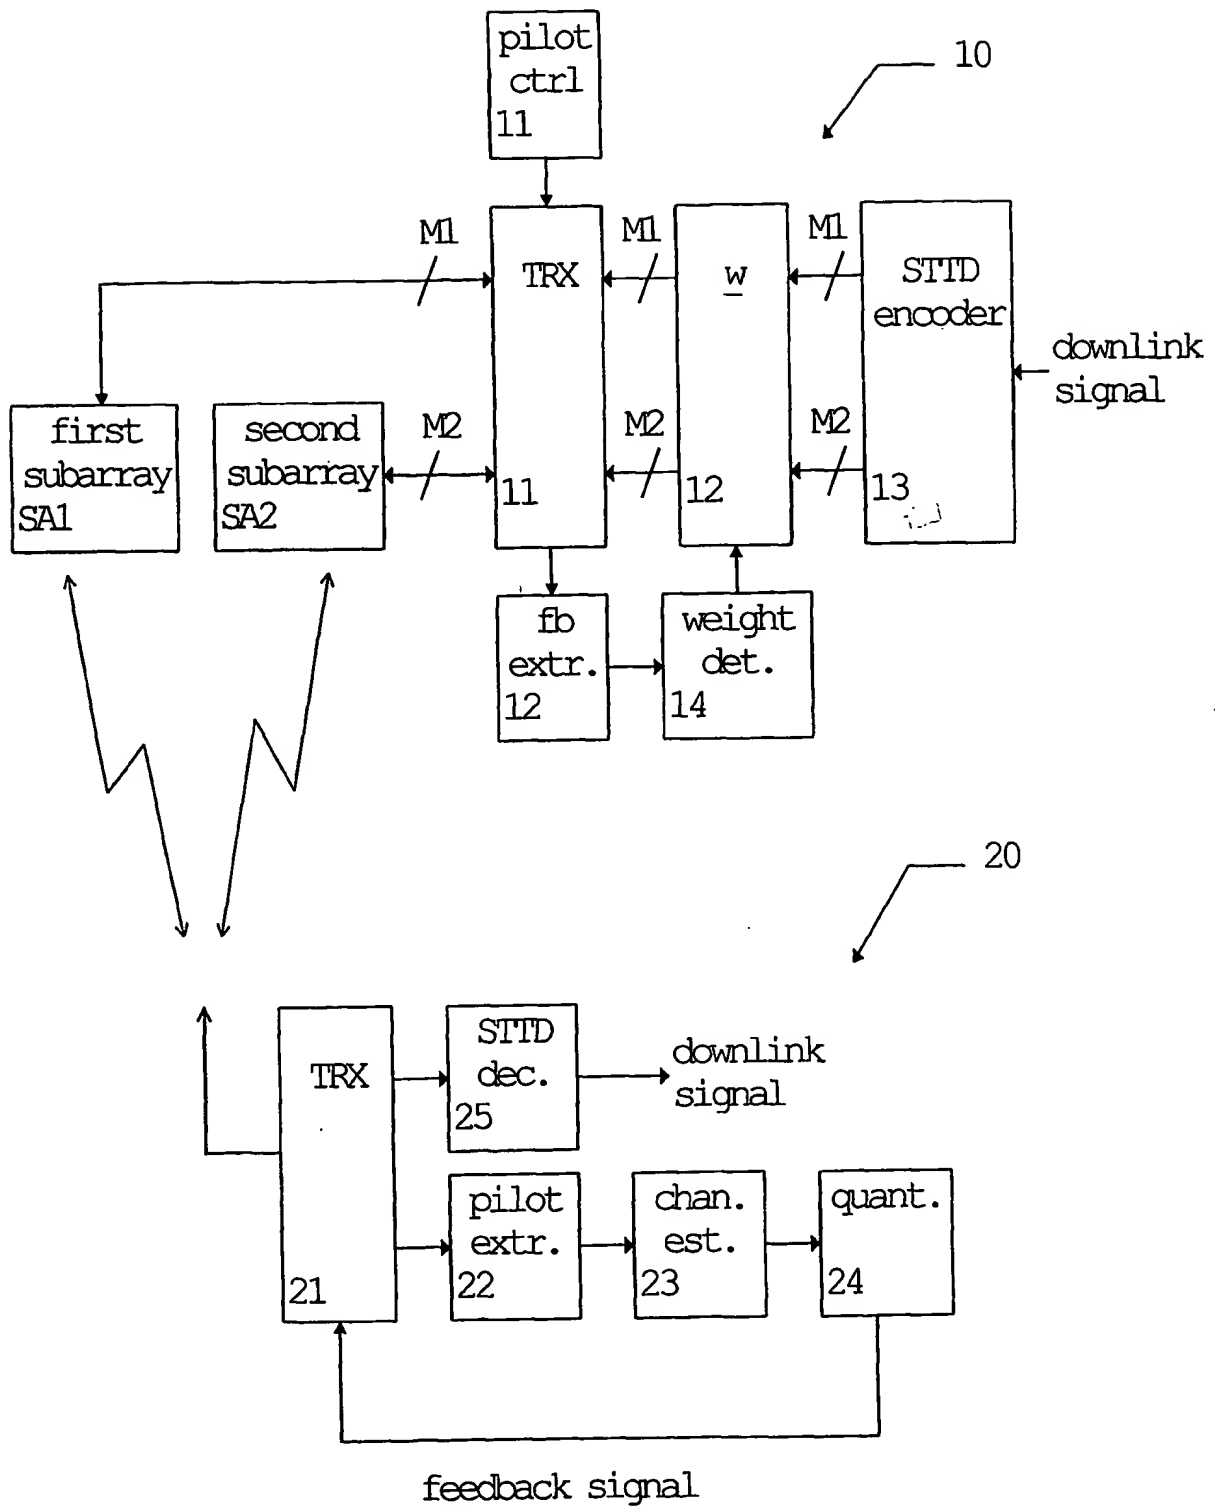 pilot
ctrl
11
10
M1
M1
M1
TRX
w
STTD
encoder
downlink
signal
first
subarray
SA1
second
subarray
SA2
M2
M2
M2
11
12
13
fb
extr.
12
weight
det.
14
20
TRX
21
STTD
dec.
25
downlink
signal
pilot
extr.
22
chan.
est.
23
quant.
24
feedback signal